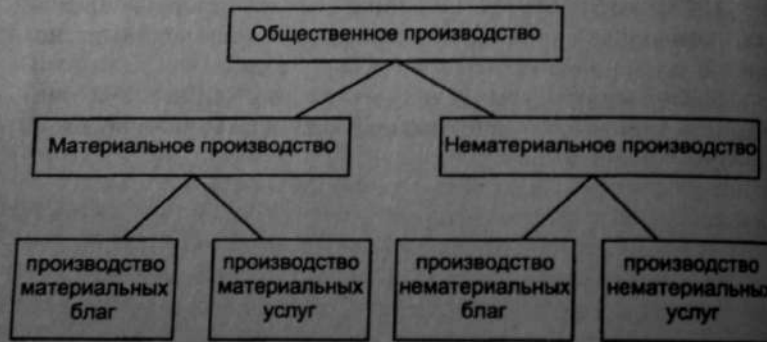 Общественное производство
Материальное производство
Нематериальное производство
производство
материальных
благ
производство
материальных
услуг
производство
нематериальных
благ
производство
нематериальных
услуг